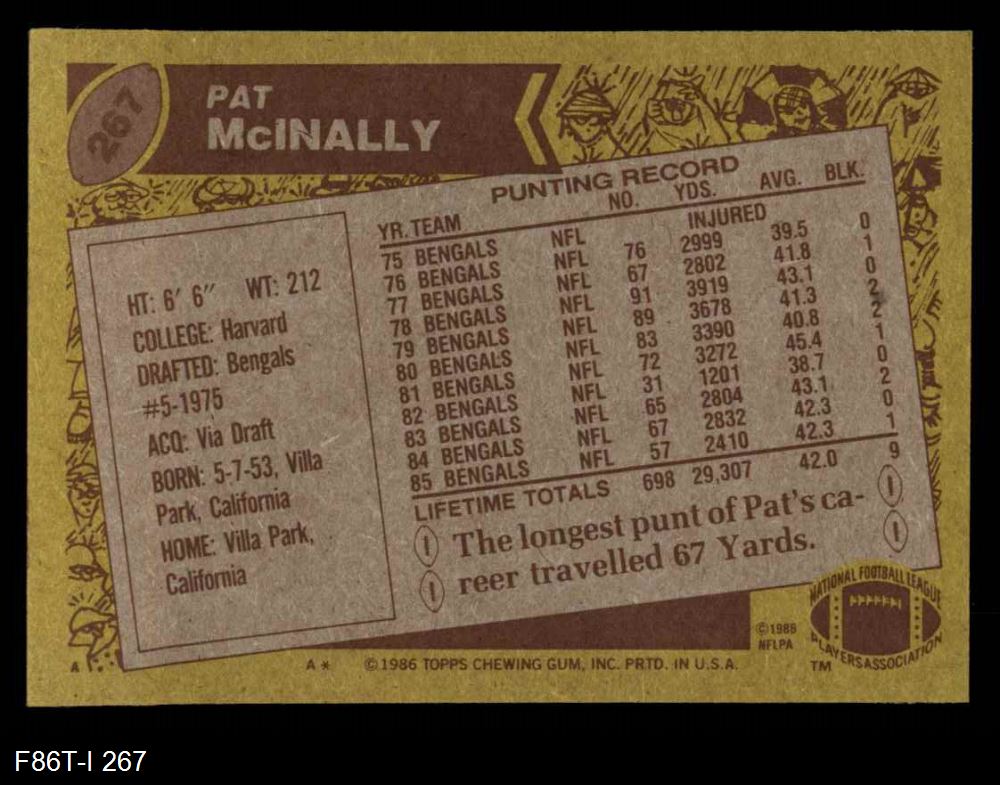 267
PAT
McINALLY
HT: 6' 6" WT: 212
COLLEGE: Harvard
DRAFTED: Bengals
#5-1975
ACQ: Via Draft
BORN: 5-7-53, Villa
Park, California
HOME: Villa Park,
California
PUNTING RECORD
YR. TEAM NO. YDS. AVG. BLK.
75 BENGALS NFL INJURED
76 BENGALS NFL 76 2999 39.5 0
77 BENGALS NFL 67 2802 41.8 1
78 BENGALS NFL 91 3919 43.1 0
79 BENGALS NFL 89 3678 41.3 2
80 BENGALS NFL 83 3390 40.8 2
81 BENGALS NFL 72 3272 45.4 1
82 BENGALS NFL 31 1201 38.7 0
83 BENGALS NFL 65 2804 43.1 2
84 BENGALS NFL 67 2832 42.3 0
85 BENGALS NFL 57 2410 42.3 1
LIFETIME TOTALS 698 29,307 42.0 9
The longest punt of Pat's ca-
reer travelled 67 Yards.
NATIONAL FOOTBALL LEAGUE
PLAYERS ASSOCIATION
TM
©1986
NFLPA
A A* ©1986 TOPPS CHEWING GUM, INC. PRTD. IN U.S.A.
F86T-I 267